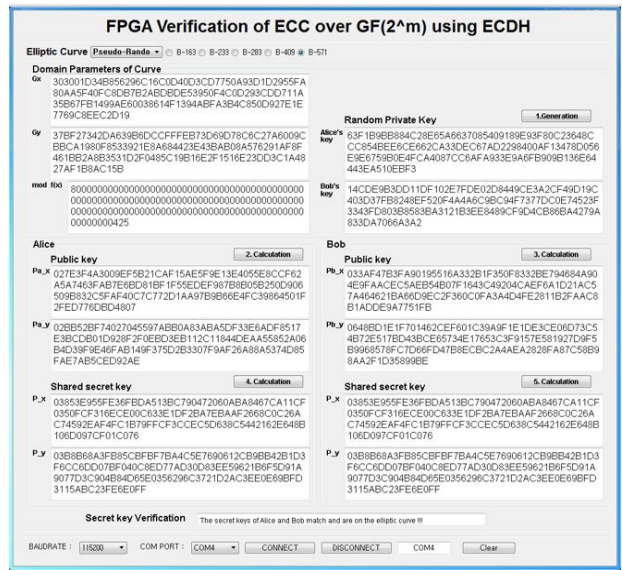 FPGA Verification of ECC over GF(2^m) using ECDH
Elliptic Curve Pseudo-Rando B-163 B-233 B-283 B-409 B-571
Domain Parameters of Curve
Gx
303001D34B856296C16C0D40D3CD7750A93D1D2955FA
80AA5F40FC8DB7B2ABDBDE53950F4C0D293CDD711A
35B67FB1499AE60038614F1394ABFA3B4C850D927E1E
7769C8EEC2D19
Gy
37BF27342DA639B6DCCFFFEB73D69D78C6C27A6009C
BBCA1980F8533921E8A684423E43BAB08A576291AF8F
461BB2A8B3531D2F0485C19B16E2F1516E23DD3C1A48
27AF1B8AC15B
mod f(x)
80000000000000000000000000000000000000000
00000000000000000000000000000000000000000
00000000000000000000000000000000000000000
00000000425
Random Private Key 1.Generation
Alice's key
63F1B9BB884C28E65A6637085409189E93F80C23648C
CC854BEE6CE662CA33DEC67AD2298400AF13478D056
E9E6759B0E4FCA4087CC6AFA933E9A6FB909B136E64
443EA510EBF3
Bob's key
14CDE9B3DD11DF102E7FDE02D8449CE3A2CF49D19C
403D37FB8248EF520F4A4A6C9BC94F7377DC0E74523F
3343FD803B8583BA3121B3EE8489CF9D4CB86BA4279A
833DA7066A3A2
Alice
Public key 2. Calculation
Pa_x
027E3F4A3009EF5B21CAF15AE5F9E13E4055E8CCF62
A5A7463FAB7E6BD81BF1F55EDEF987B8B05B250D906
509B832C5FAF40C7C772D1AA97B9B66E4FC39864501F
2FED776DBD4807
Pa_y
02BB52BF74027045597ABB0A83ABA5DF33E6ADF8517
E3BCDB01D928F2F0EBD3EB112C11844DEAA55852A06
B4D39F9E46FAB149F375D2B3307F9AF26A88A5374D85
FAE7AB5CED92AE
Shared secret key 4. Calculation
P_x
03853E955FE36FBDA513BC790472060ABA8467CA11CF
0350FCF316ECE00C633E1DF2BA7EBAAF2668C0C26A
C74592EAF4FC1B79FFCF3CCEC5D638C5442162E648B
106D097CF01C076
P_y
03B8B68A3FB85CBFBF7BA4C5E7690612CB9BB42B1D3
F6CC6DD07BF040C8ED77AD30D83EE59621B6F5D91A
9077D3C904B84D65E0356296C3721D2AC3EE0E69BFD
3115ABC23FE6E0FF
Bob
Public key 3. Calculation
Pb_x
033AF47B3FA90195516A332B1F350F8332BE794684A90
4E9FAACEC5AEB54B07F1643C49204CAEF6A1D21AC5
7A464621BA66D9EC2F360C0FA3A4D4FE2811B2FAAC8
B1ADDE9A7751FB
Pb_y
0648BD1E1F701462CEF601C39A9F1E1DE3CE06D73C5
4B72E517BD43BCE65734E17653C3F9157E581927D9F5
B9968578FC7D66FD47B8ECBC2A4AEA2828FA87C58B9
8AA2F1D35899BE
Shared secret key 5. Calculation
P_x
03853E955FE36FBDA513BC790472060ABA8467CA11CF
0350FCF316ECE00C633E1DF2BA7EBAAF2668C0C26A
C74592EAF4FC1B79FFCF3CCEC5D638C5442162E648B
106D097CF01C076
P_y
03B8B68A3FB85CBFBF7BA4C5E7690612CB9BB42B1D3
F6CC6DD07BF040C8ED77AD30D83EE59621B6F5D91A
9077D3C904B84D65E0356296C3721D2AC3EE0E69BFD
3115ABC23FE6E0FF
Secret key Verification The secret keys of Alice and Bob match and are on the elliptic curve !!!
BAUDRATE : 115200 COM PORT : COM4 CONNECT DISCONNECT COM4 Clear